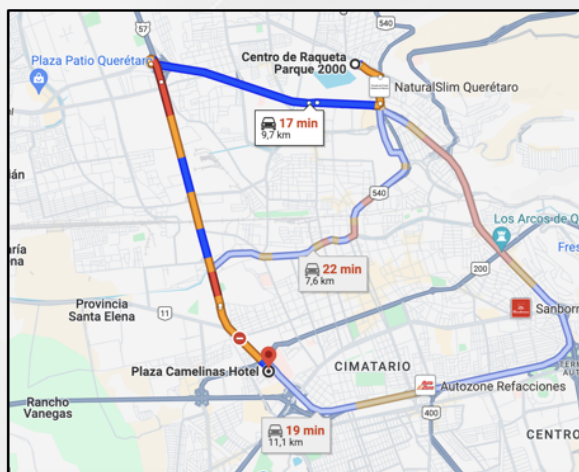 57
540
Plaza Patio Querétaro
Centro de Raqueta
Parque 2000
NaturalSlim Querétaro
17 min
9,7 km
540
Los Arcos de Q
Fres
22 min
7,6 km
200
Provincia
Santa Elena
11
Sanborn
Plaza Camelinas Hotel
CIMATARIO
Autozone Refacciones
Rancho
Vanegas
19 min
11,1 km
400
CENTRO